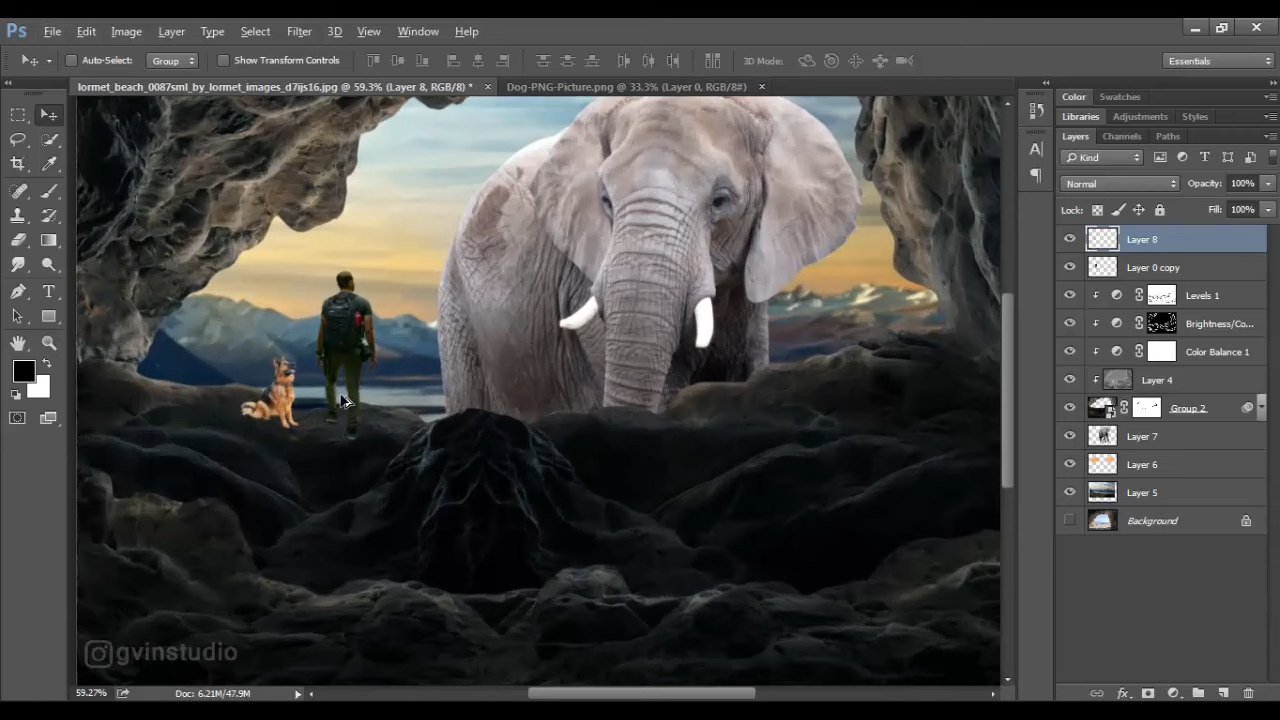 Ps File Edit Image Layer Type Select Filter 3D View Window Help
Auto-Select: Group Show Transform Controls 3D Mode: Essentials
lormet_beach_0087sml_by_lormet_images_d7ijs16.jpg @ 59.3% (Layer 8, RGB/8) * × Dog-PNG-Picture.png @ 33.3% (Layer 0, RGB/8#) ×
Color Swatches
Libraries Adjustments Styles
Layers Channels Paths
Kind
Normal Opacity: 100%
Lock: Fill: 100%
Layer 8
Layer 0 copy
Levels 1
Brightness/Co...
Color Balance 1
Layer 4
Group 2
Layer 7
Layer 6
Layer 5
Background
gvinstudio
59.27% Doc: 6.21M/47.9M